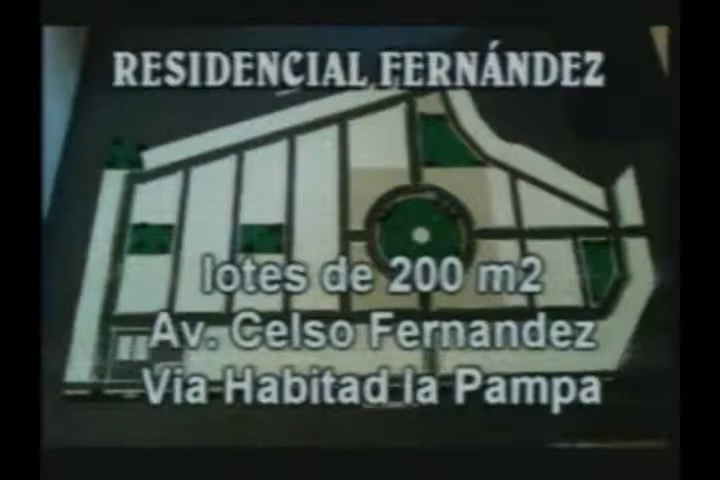 RESIDENCIAL FERNÁNDEZ
lotes de 200 m2
Av. Celso Fernandez
Via Habitad la Pampa